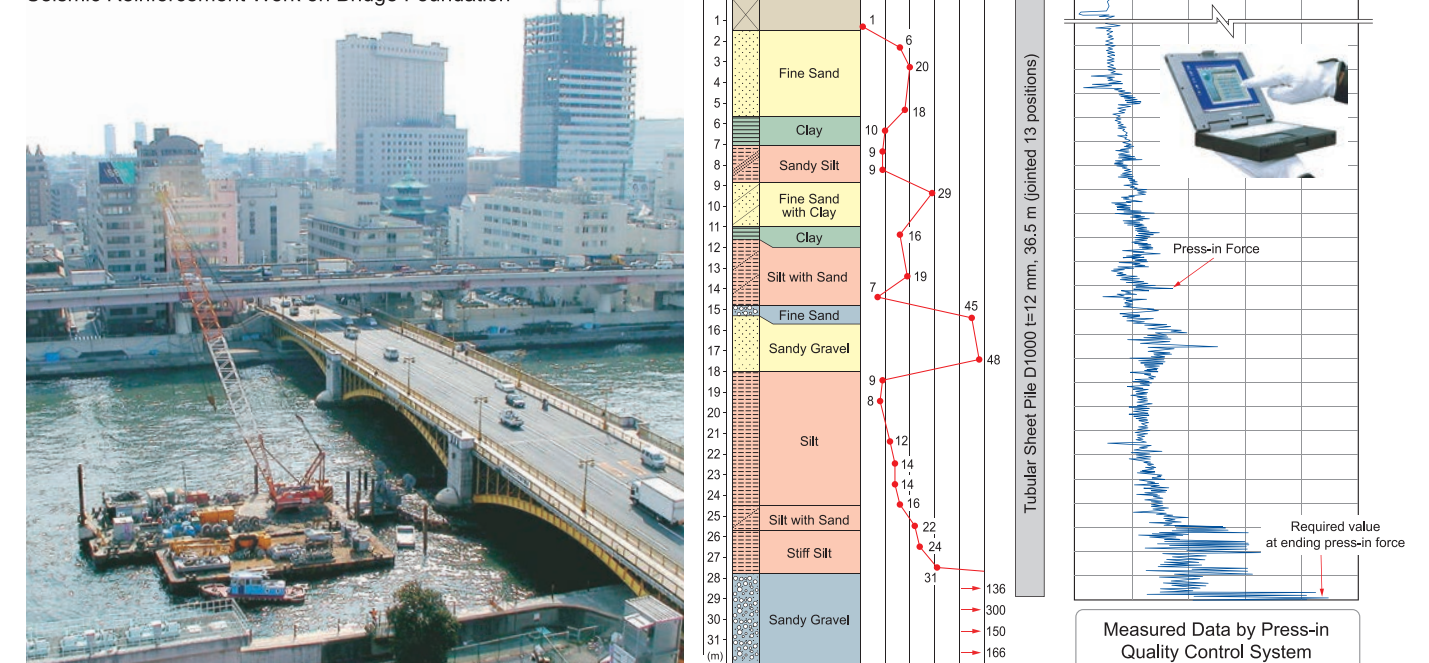 Seismic Reinforcement Work on Bridge Foundation
1
2
3
4
5
6
7
8
9
10
11
12
13
14
15
16
17
18
19
20
21
22
23
24
25
26
27
28
29
30
31
(m)
Fine Sand
Clay
Sandy Silt
Fine Sand
with Clay
Clay
Silt with Sand
Fine Sand
Sandy Gravel
Silt
Silt with Sand
Stiff Silt
Sandy Gravel
1
6
20
18
10
9
9
29
16
19
7
45
48
9
8
12
14
14
16
22
24
31
136
300
150
166
Tubular Sheet Pile D1000 t=12 mm, 36.5 m (jointed 13 positions)
Press-in Force
Required value
at ending press-in force
Measured Data by Press-in
Quality Control System